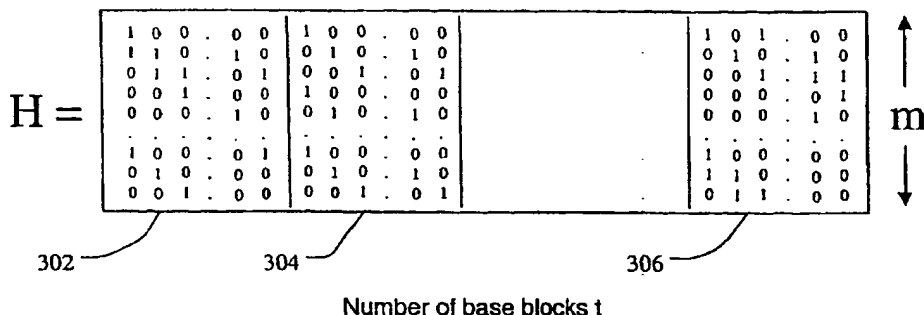 1 0 0 . 0 0 1 0 0 . 0 0 1 0 1 . 0 0
1 1 0 . 1 0 0 1 0 . 1 0 0 1 0 . 1 0
0 1 1 . 0 1 0 0 1 . 0 1 0 0 1 . 1 1
0 0 1 . 0 0 1 0 0 . 0 0 0 0 0 . 0 1
H = 0 0 0 . 1 0 0 1 0 . 1 0 0 0 0 . 1 0 m
. . . . . . . . . . . . . . . . . .
1 0 0 . 0 1 1 0 0 . 0 0 1 0 0 . 0 0
0 1 0 . 0 0 0 1 0 . 1 0 1 1 0 . 0 0
0 0 1 . 0 0 0 0 1 . 0 1 . 0 1 1 . 0 0
302 304 306
Number of base blocks t